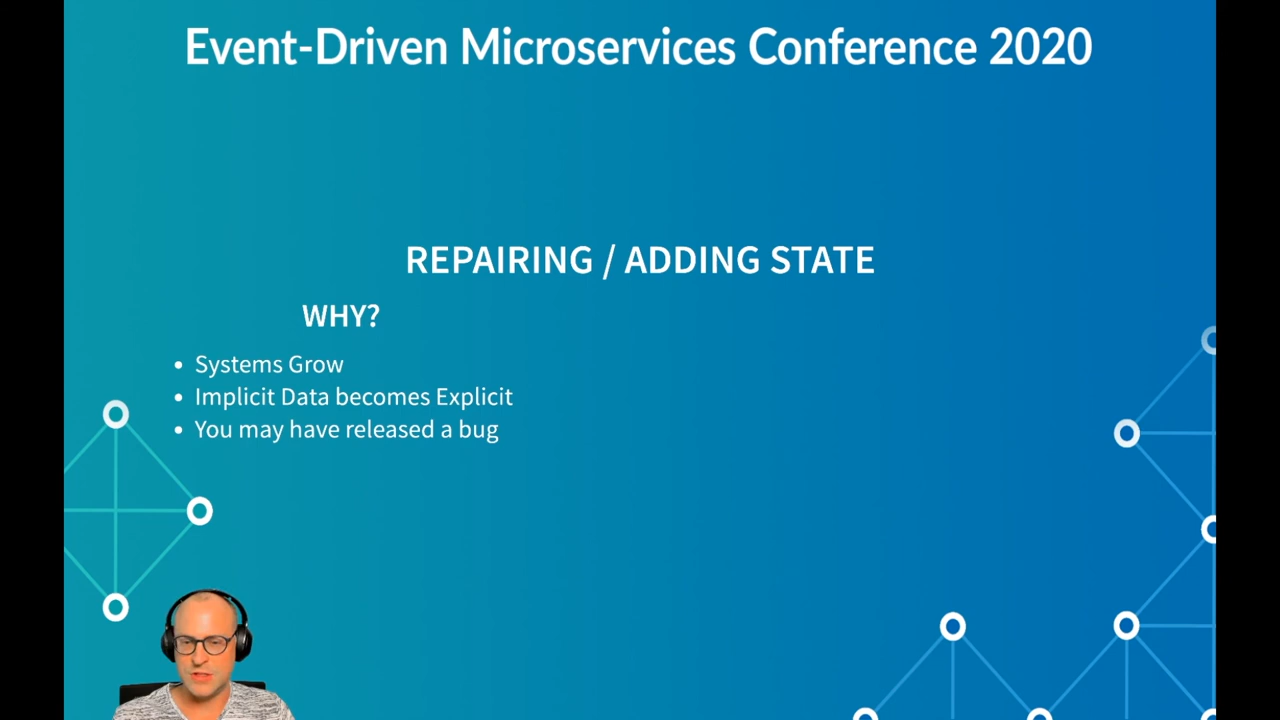 Event-Driven Microservices Conference 2020
REPAIRING / ADDING STATE
WHY?
• Systems Grow
• Implicit Data becomes Explicit
• You may have released a bug